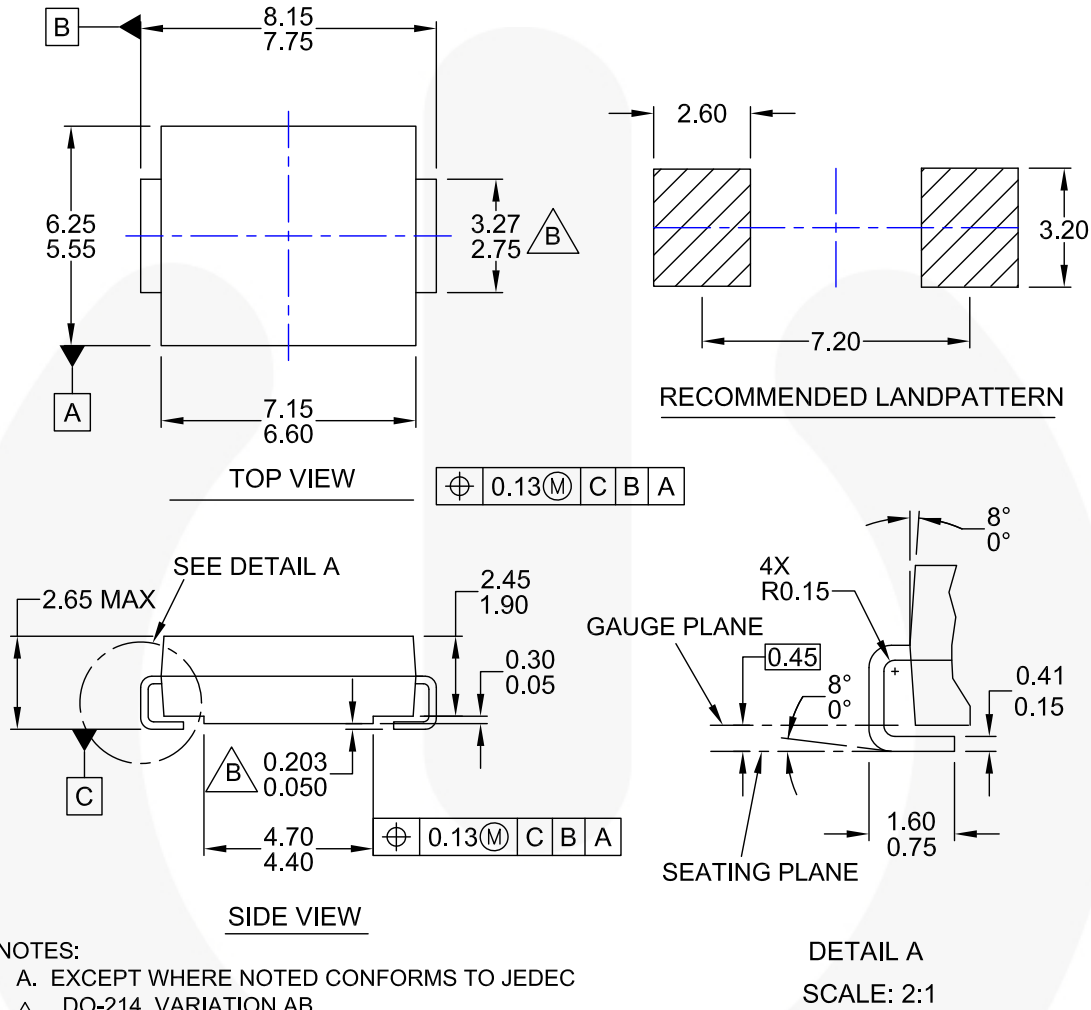 B
8.15
7.75
2.60
6.25
5.55
3.27
2.75
B
3.20
7.20
A
7.15
6.60
RECOMMENDED LANDPATTERN
TOP VIEW
⌖ 0.13Ⓜ C B A
SEE DETAIL A
2.65 MAX
2.45
1.90
0.30
0.05
C
B
0.203
0.050
4.70
4.40
⌖ 0.13Ⓜ C B A
SIDE VIEW
8°
0°
4X
R0.15
GAUGE PLANE
0.45
8°
0°
0.41
0.15
1.60
0.75
SEATING PLANE
DETAIL A
SCALE: 2:1
NOTES:
A. EXCEPT WHERE NOTED CONFORMS TO JEDEC
DO-214, VARIATION AB